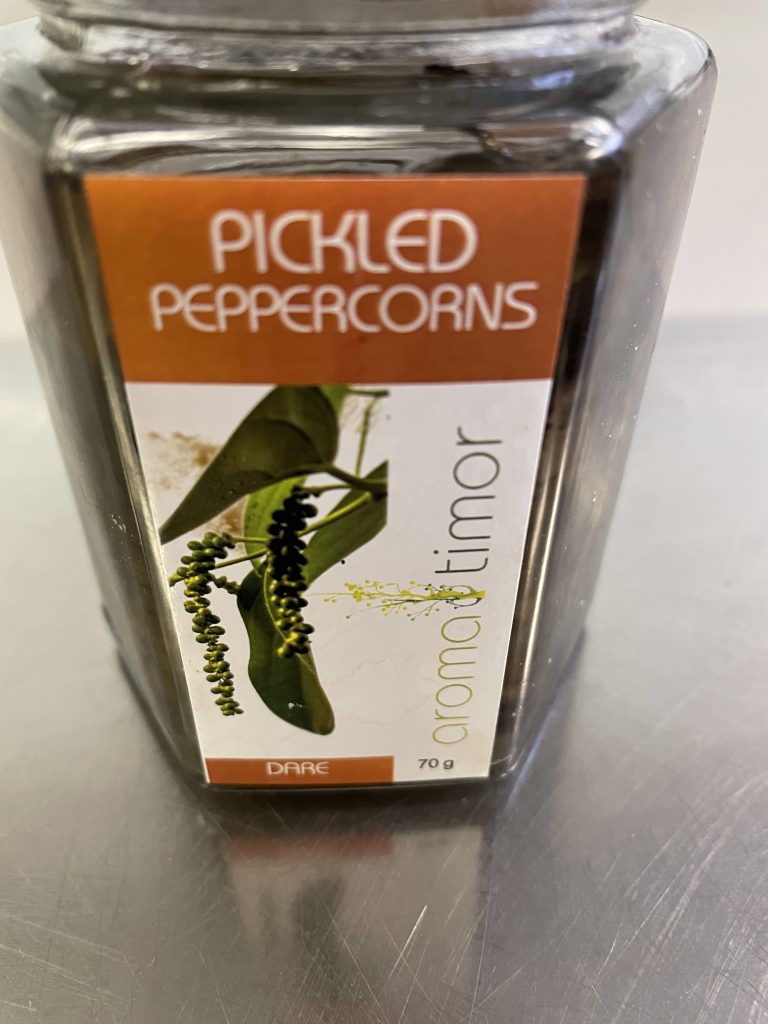 PICKLED
PEPPERCORNS
aroma timor
DARE
70 g